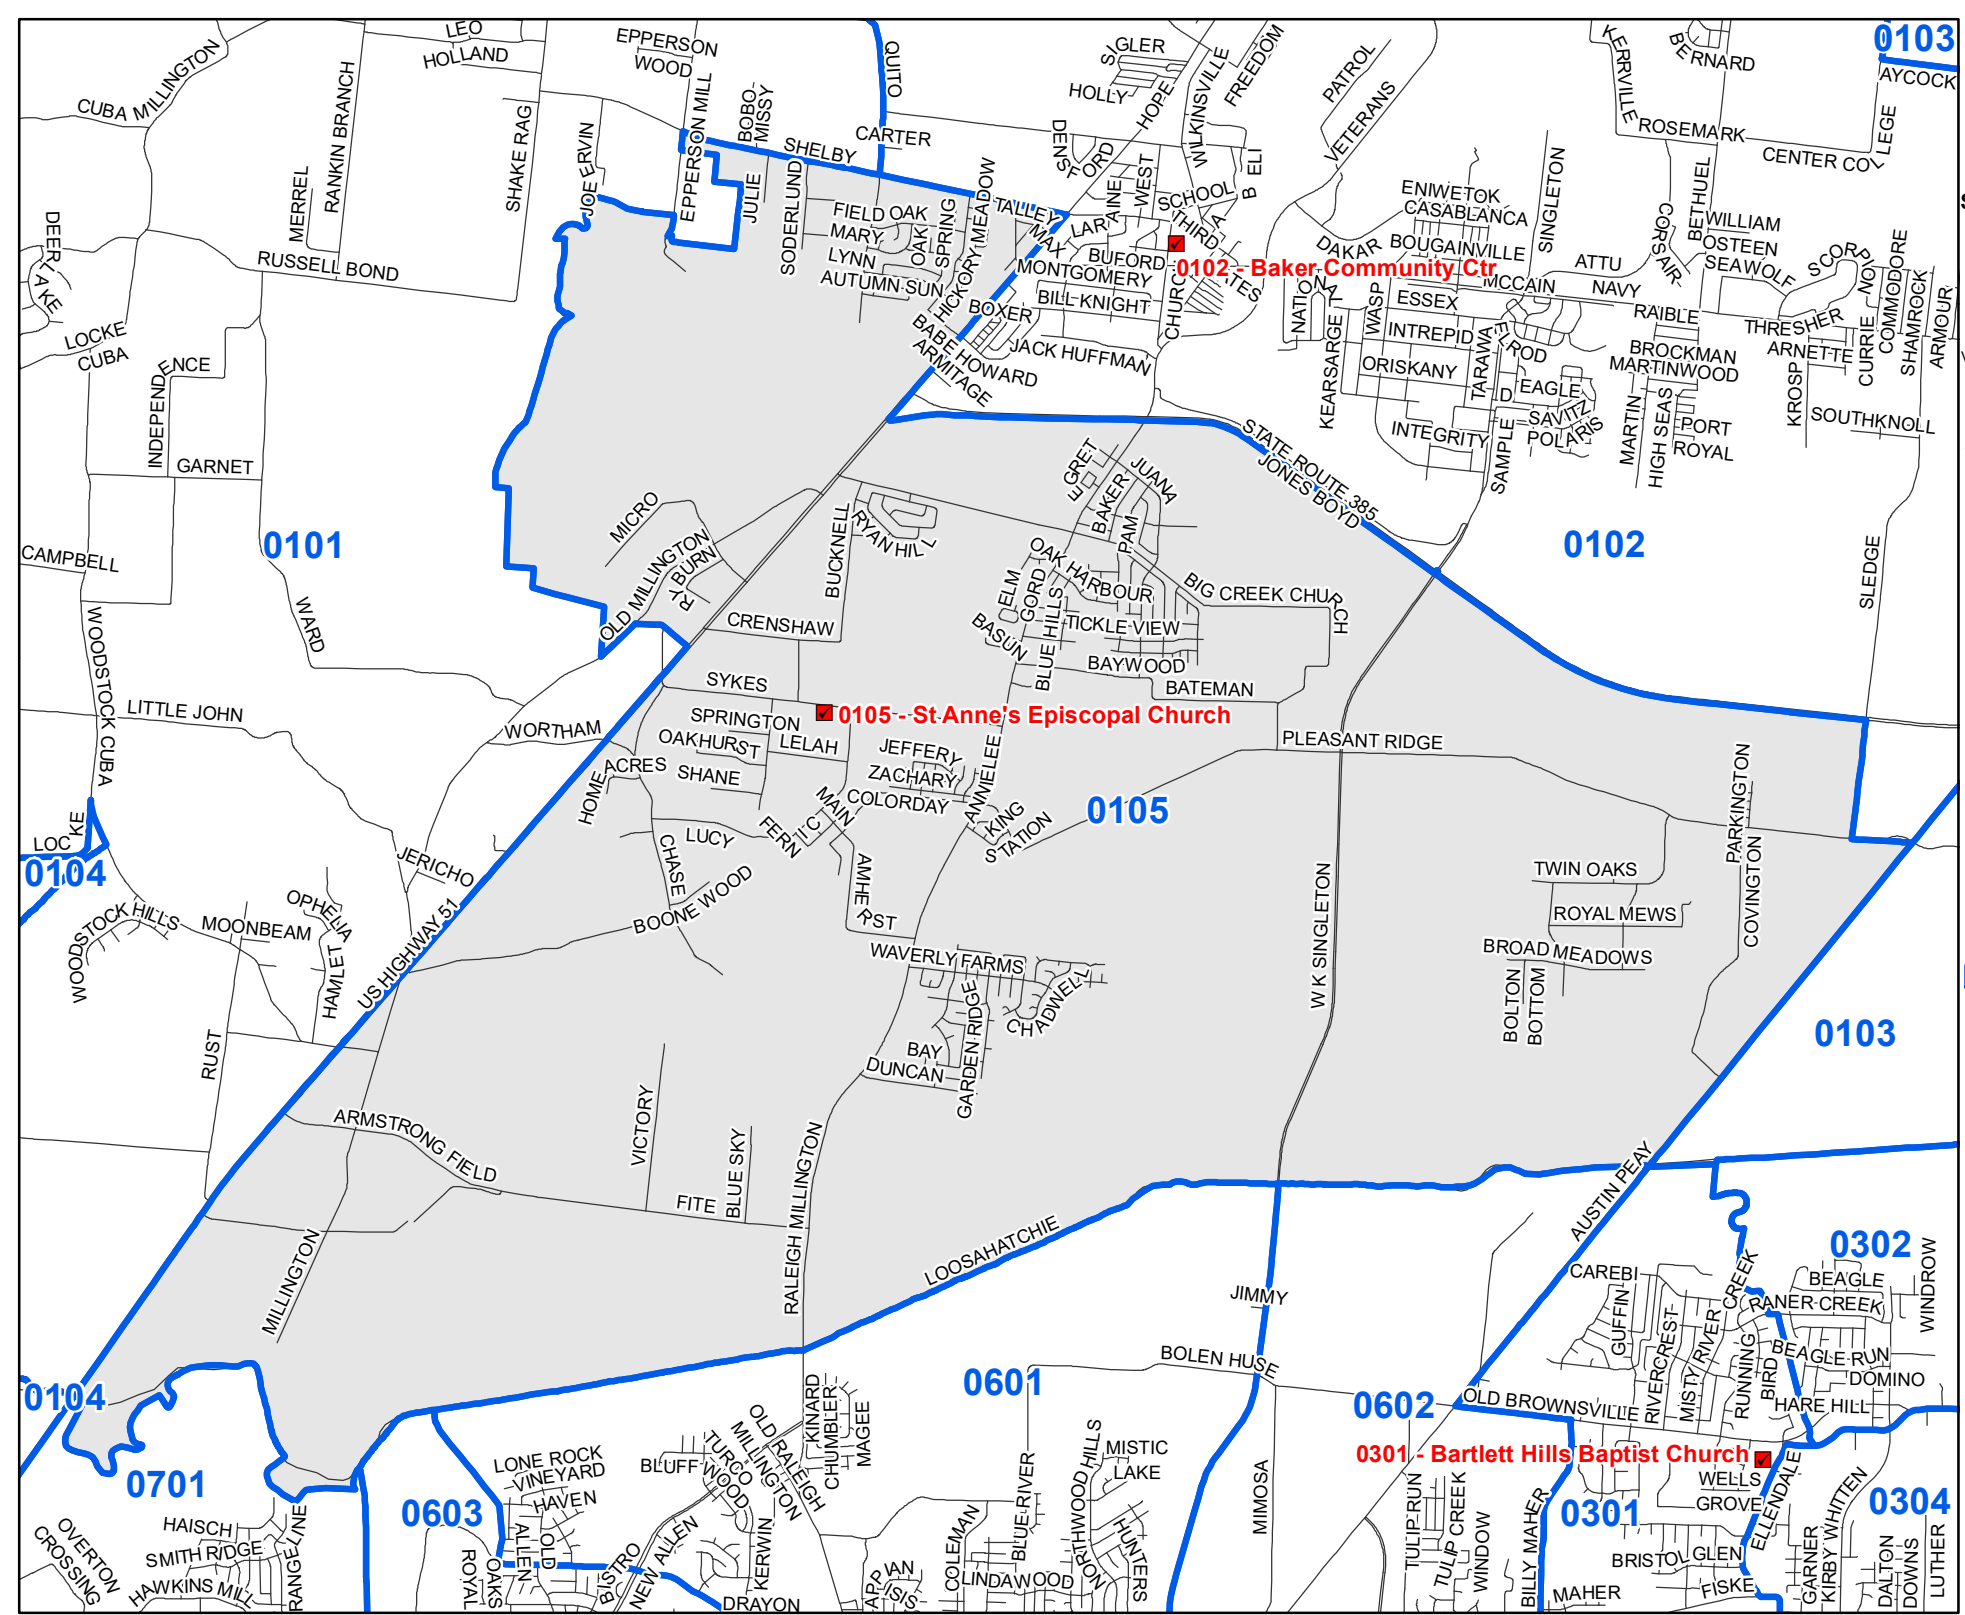 LEO
HOLLAND
CUBA MILLINGTON
RANKIN BRANCH
MERREL
SHAKE RAG
JOE ERVIN
EPPERSON
WOOD
EPPERSON MILL
BOBO-
MISSY
QUITO
SHELBY
CARTER
JULIE
SODERLUND
SIGLER
HOLLY
HOPE
WILKINSVILLE
FREEDOM
PATROL
VETERANS
KERRVILLE
BERNARD
0103
AYCOCK
ROSEMARK
CENTER COLLEGE
DENSFORD
WEST
LARAINE
SCHOOL
THIRD
ELI
SINGLETON
ENIWETOK
CASABLANCA
BOUGAINVILLE
DAKAR
CORSAIR
BETHUEL
WILLIAM
OSTEEN
SEAWOLF
SCORPION
COMMODORE
SHAMROCK
ARMOUR
CURRIE
ATTU
NAVY
MCCAIN
RAIBLE
THRESHER
ARNETTE
KROSP
BROCKMAN
MARTINWOOD
MARTIN
HIGH SEAS
PORT
ROYAL
SOUTHKNOLL
NATIONAL
WASP
ESSEX
INTREPID
ORISKANY
KEARSARGE
TARAWA
ELROD
EAGLE
D
SAVITZ
POLARIS
INTEGRITY
SAMPLE
SLEDGE
DEER LAKE
LOCKE
CUBA
RUSSELL BOND
INDEPENDENCE
GARNET
FIELD OAK
MARY
LYNN
AUTUMN SUN
OAK
SPRING
HICKORY MEADOW
TALLEY
MAX
MONTGOMERY
BUFORD
BILL KNIGHT
BOXER
JACK HUFFMAN
BABE HOWARD
ARMITAGE
CHURCH
0102 - Baker Community Ctr
STATE ROUTE 385
JONES BOYD
0101
0102
CAMPBELL
WARD
WOODSTOCK CUBA
LITTLE JOHN
MICRO
OLD MILLINGTON
RYBURN
BUCKNELL
RYAN HILL
EGRET
JUANA
BAKER
PAM
OAK HARBOUR
ELM
GORD
BLUE HILLS
BASUN
TICKLE VIEW
BAYWOOD
BATEMAN
BIG CREEK CHURCH
CRENSHAW
SYKES
0105 - St Anne's Episcopal Church
SPRINGTON
LELAH
OAKHURST
SHANE
WORTHAM
HOME
ACRES
JEFFERY
ZACHARY
COLORDAY
ANNIELEE
KING
STATION
0105
PLEASANT RIDGE
PARKINGTON
COVINGTON
LUCY
FERN
I C
MAIN
CHASE
BOONE WOOD
AMHERST
W K SINGLETON
TWIN OAKS
ROYAL MEWS
BROAD MEADOWS
BOLTON
BOTTOM
LOCKE
0104
JERICHO
WOODSTOCK HILLS
MOONBEAM
OPHELIA
HAMLET
US HIGHWAY 51
WAVERLY FARMS
CHADWELL
GARDEN RIDGE
BAY
DUNCAN
0103
RUST
ARMSTRONG FIELD
VICTORY
BLUE SKY
FITE
RALEIGH MILLINGTON
MILLINGTON
LOOSAHATCHIE
AUSTIN PEAY
JIMMY
BOLEN HUSE
0302
CAREBI
GUFFIN
RIVERCREST
MISTY RIVER
CREEK
RUNNING
BIRD
BEAGLE
RANER CREEK
WINDROW
BEAGLE RUN
DOMINO
HARE HILL
OLD BROWNSVILLE
0104
0601
0602
0301 - Bartlett Hills Baptist Church
WELLS
GROVE
0701
0603
0301
0304
LONE ROCK
VINEYARD
HAVEN
OLD
ALLEN
OAKS
ROYAL
BLUFF
TURCO
WOOD
OLD RALEIGH
MILLINGTON
KINARD
CHUMBLER
MAGEE
KERWIN
NEW ALLEN
BISTRO
DRAYON
APPIAN
ISIS
COLEMAN
BLUE RIVER
LINDAWOOD
NORTHWOOD HILLS
MISTIC
LAKE
HUNTERS
MIMOSA
TULIP RUN
TULIP CREEK
WINDOW
BILLY MAHER
MAHER
BRISTOL GLEN
FISKE
ELLENDALE
GARNER
KIRBY WHITTEN
DALTON
DOWNS
LUTHER
HAISCH
SMITH RIDGE
HAWKINS MILL
RANGE LINE
OVERTON
CROSSING